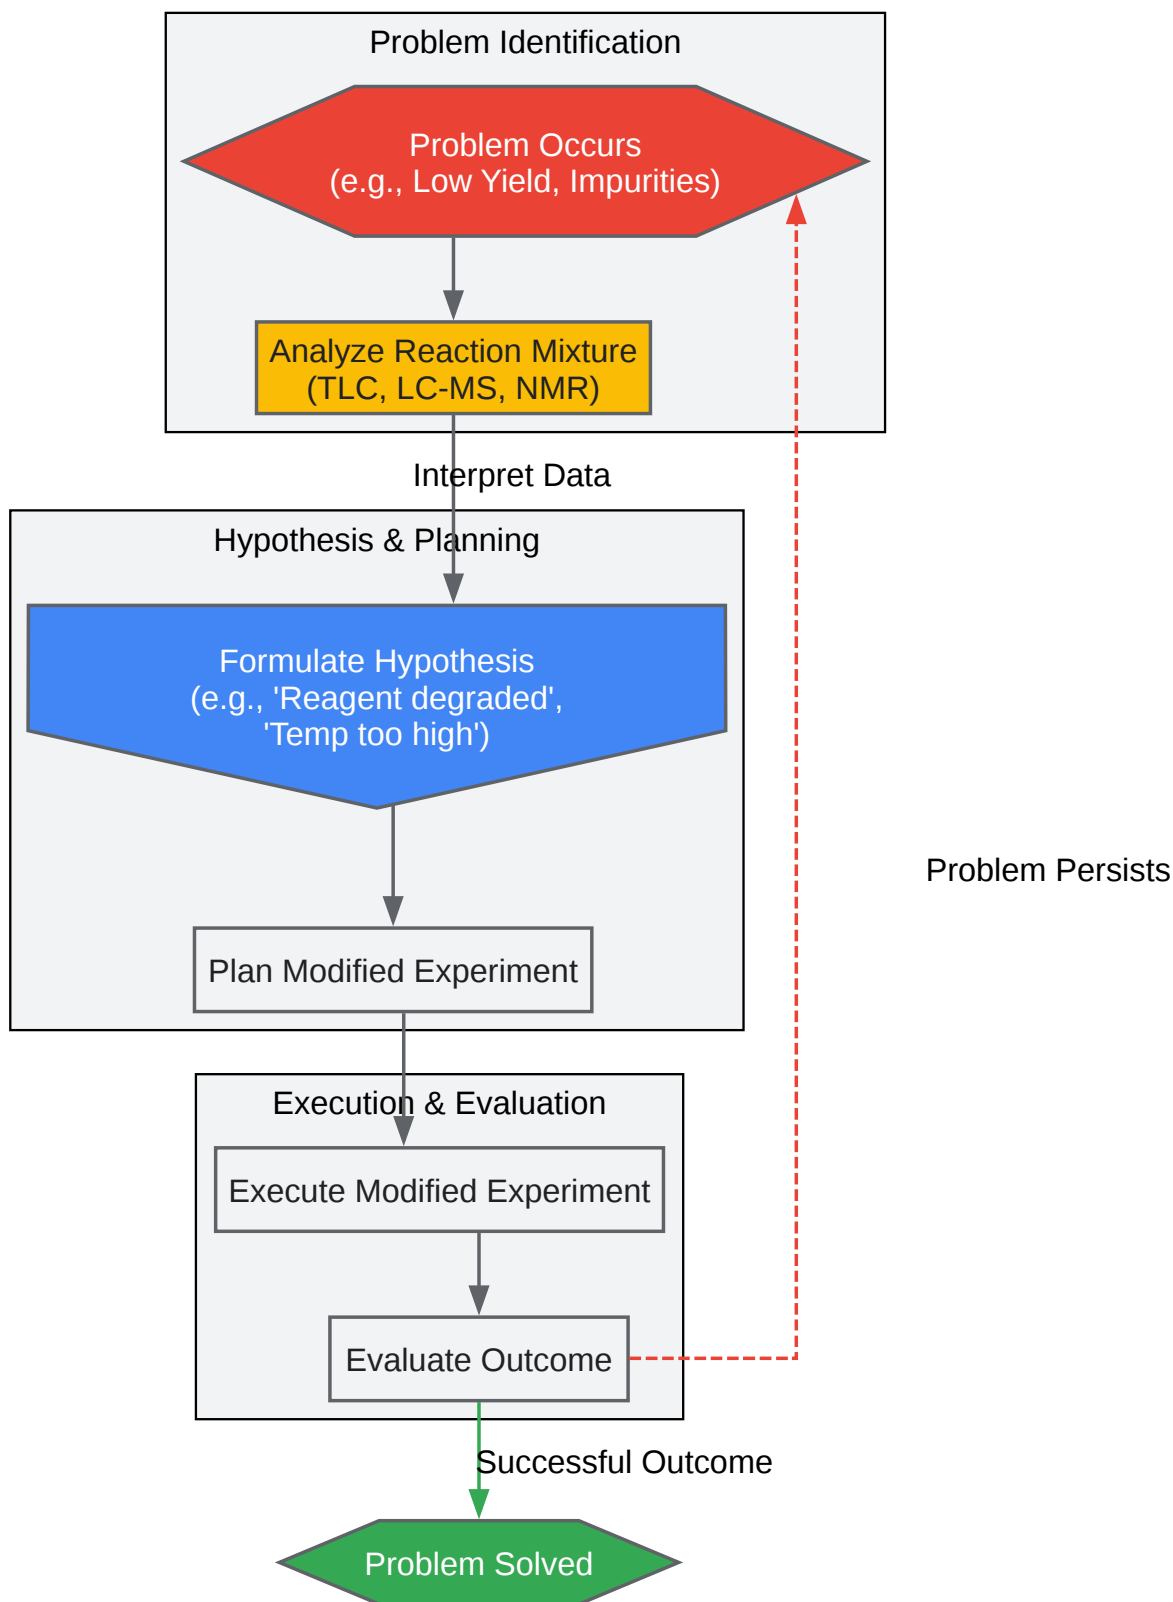 Problem Identification
Problem Occurs
(e.g., Low Yield, Impurities)
Analyze Reaction Mixture
(TLC, LC-MS, NMR)
Interpret Data
Hypothesis & Planning
Formulate Hypothesis
(e.g., 'Reagent degraded',
'Temp too high')
Problem Persists
Plan Modified Experiment
Execution & Evaluation
Execute Modified Experiment
Evaluate Outcome
Successful Outcome
Problem Solved